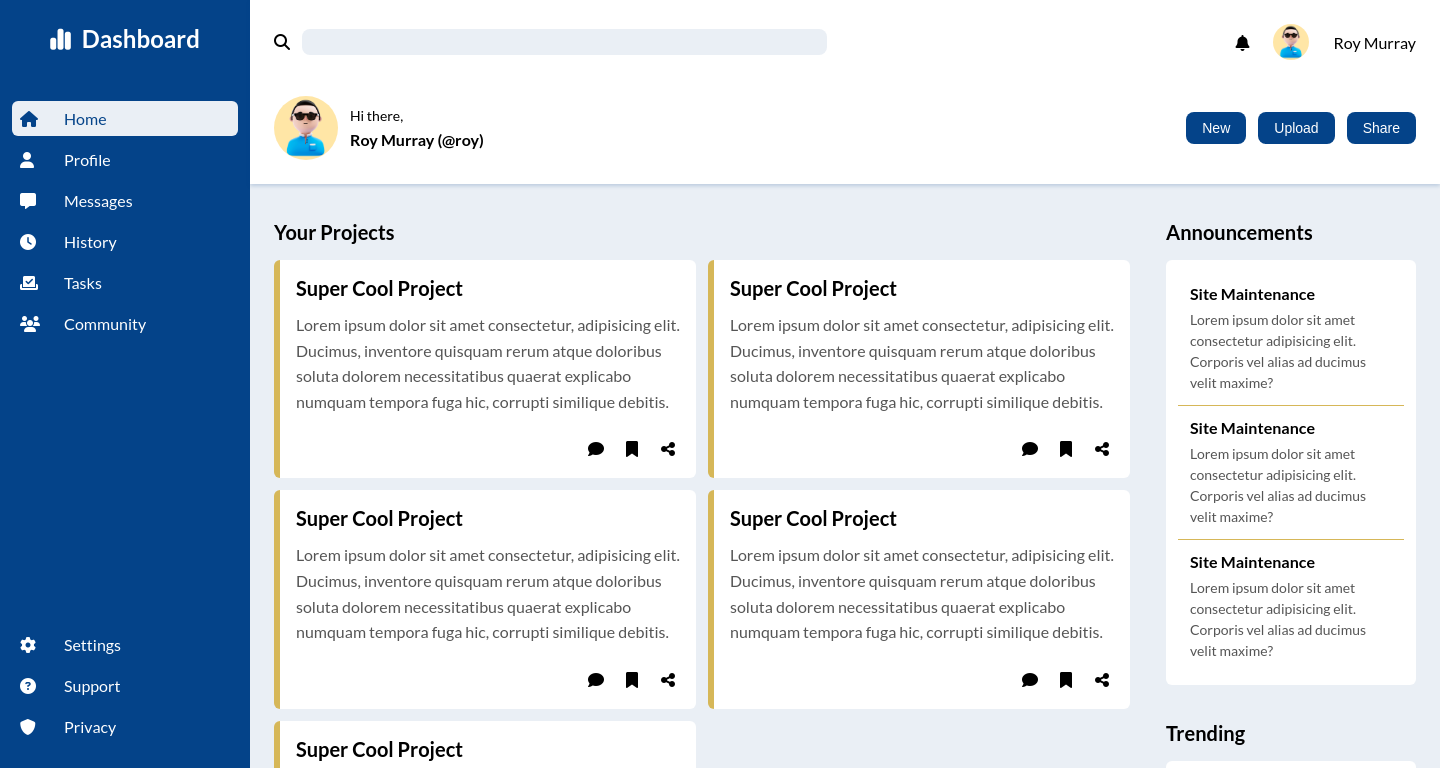 Dashboard
Home
Profile
Messages
History
Tasks
Community
Settings
Support
Privacy
Roy Murray
Hi there,
Roy Murray (@roy)
New
Upload
Share
Your Projects
Super Cool Project
Lorem ipsum dolor sit amet consectetur, adipisicing elit.
Ducimus, inventore quisquam rerum atque doloribus
soluta dolorem necessitatibus quaerat explicabo
numquam tempora fuga hic, corrupti similique debitis.
Super Cool Project
Lorem ipsum dolor sit amet consectetur, adipisicing elit.
Ducimus, inventore quisquam rerum atque doloribus
soluta dolorem necessitatibus quaerat explicabo
numquam tempora fuga hic, corrupti similique debitis.
Super Cool Project
Lorem ipsum dolor sit amet consectetur, adipisicing elit.
Ducimus, inventore quisquam rerum atque doloribus
soluta dolorem necessitatibus quaerat explicabo
numquam tempora fuga hic, corrupti similique debitis.
Super Cool Project
Lorem ipsum dolor sit amet consectetur, adipisicing elit.
Ducimus, inventore quisquam rerum atque doloribus
soluta dolorem necessitatibus quaerat explicabo
numquam tempora fuga hic, corrupti similique debitis.
Super Cool Project
Announcements
Site Maintenance
Lorem ipsum dolor sit amet
consectetur adipisicing elit.
Corporis vel alias ad ducimus
velit maxime?
Site Maintenance
Lorem ipsum dolor sit amet
consectetur adipisicing elit.
Corporis vel alias ad ducimus
velit maxime?
Site Maintenance
Lorem ipsum dolor sit amet
consectetur adipisicing elit.
Corporis vel alias ad ducimus
velit maxime?
Trending